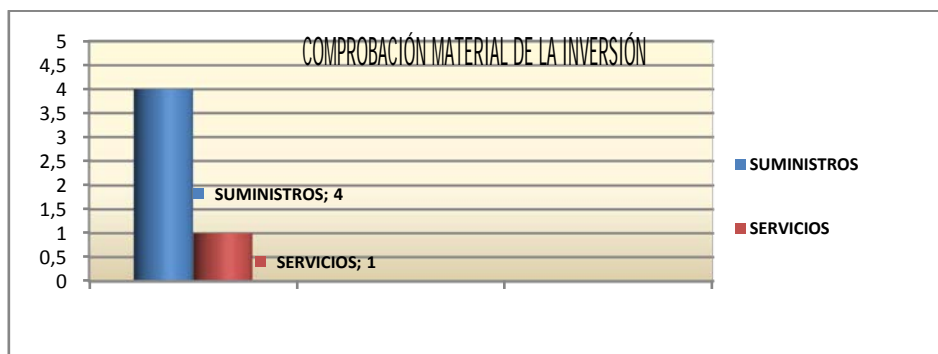 COMPROBACIÓN MATERIAL DE LA INVERSIÓN
5
4,5
4
3,5
3
2,5
2
1,5
1
0,5
0
SUMINISTROS; 4
SERVICIOS; 1
SUMINISTROS
SERVICIOS